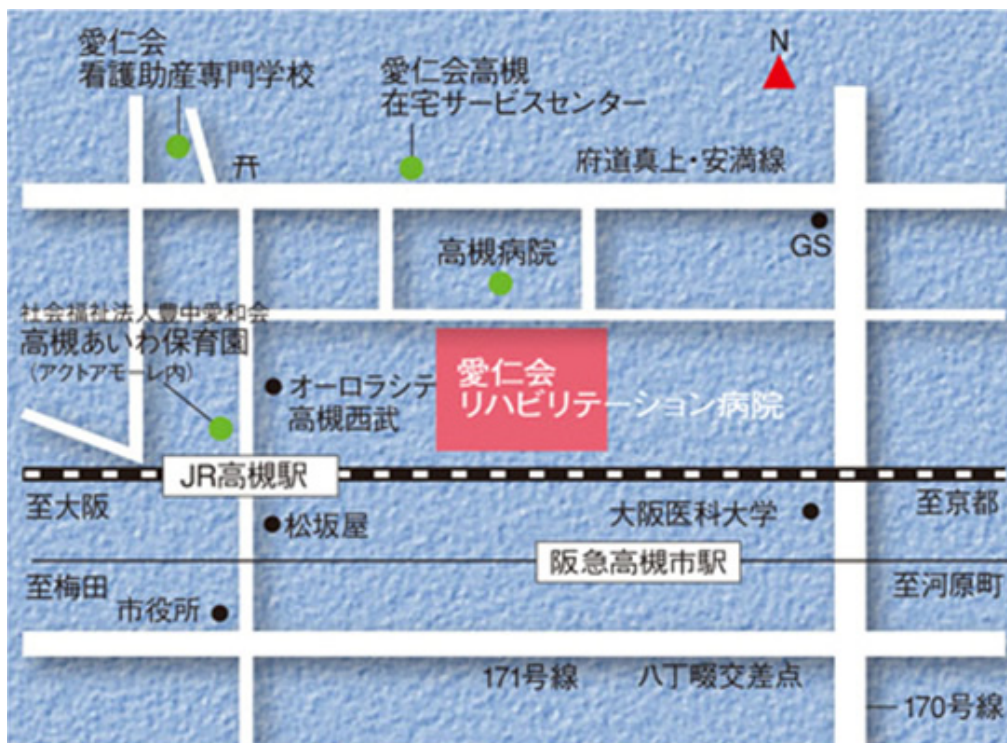 愛仁会
看護助産専門学校
愛仁会高槻
在宅サービスセンター
N
府道真上・安満線
GS
高槻病院
社会福祉法人豊中愛和会
高槻あいわ保育園
(アクトアモーレ内)
オーロラシテ
高槻西武
愛仁会
リハビリテーション病院
JR高槻駅
至大阪
至京都
松坂屋
大阪医科大学
阪急高槻市駅
至梅田
至河原町
市役所
171号線
八丁畷交差点
170号線